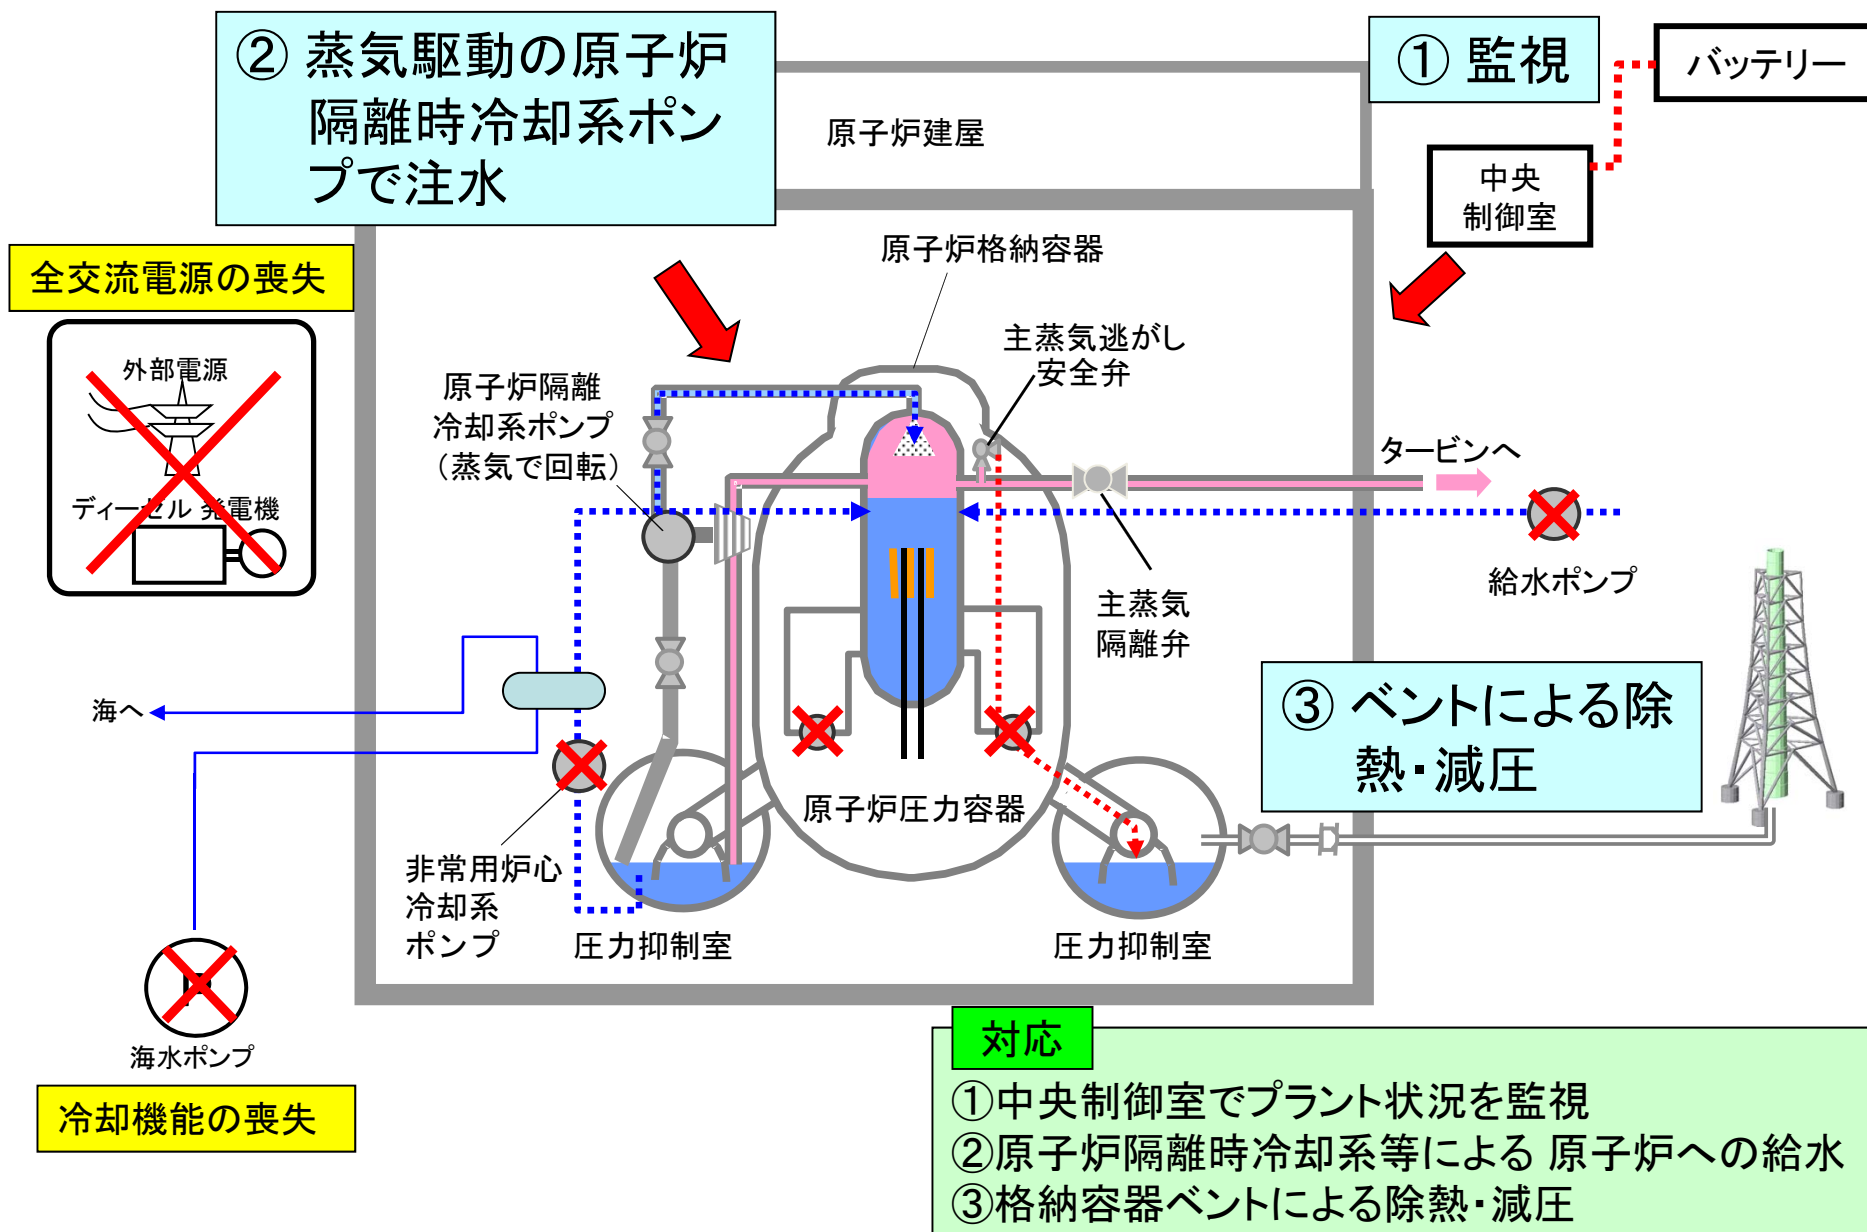 ② 蒸気駆動の原子炉
隔離時冷却系ポン
プで注水
① 監視
バッテリー
原子炉建屋
中央
制御室
原子炉格納容器
全交流電源の喪失
主蒸気逃がし
安全弁
外部電源
原子炉隔離
冷却系ポンプ
(蒸気で回転)
タービンへ
ディーゼル 発電機
給水ポンプ
主蒸気
隔離弁
海へ
③ ベントによる除
熱・減圧
原子炉圧力容器
非常用炉心
冷却系
ポンプ
圧力抑制室
圧力抑制室
P
海水ポンプ
冷却機能の喪失
対応
①中央制御室でプラント状況を監視
②原子炉隔離時冷却系等による 原子炉への給水
③格納容器ベントによる除熱・減圧